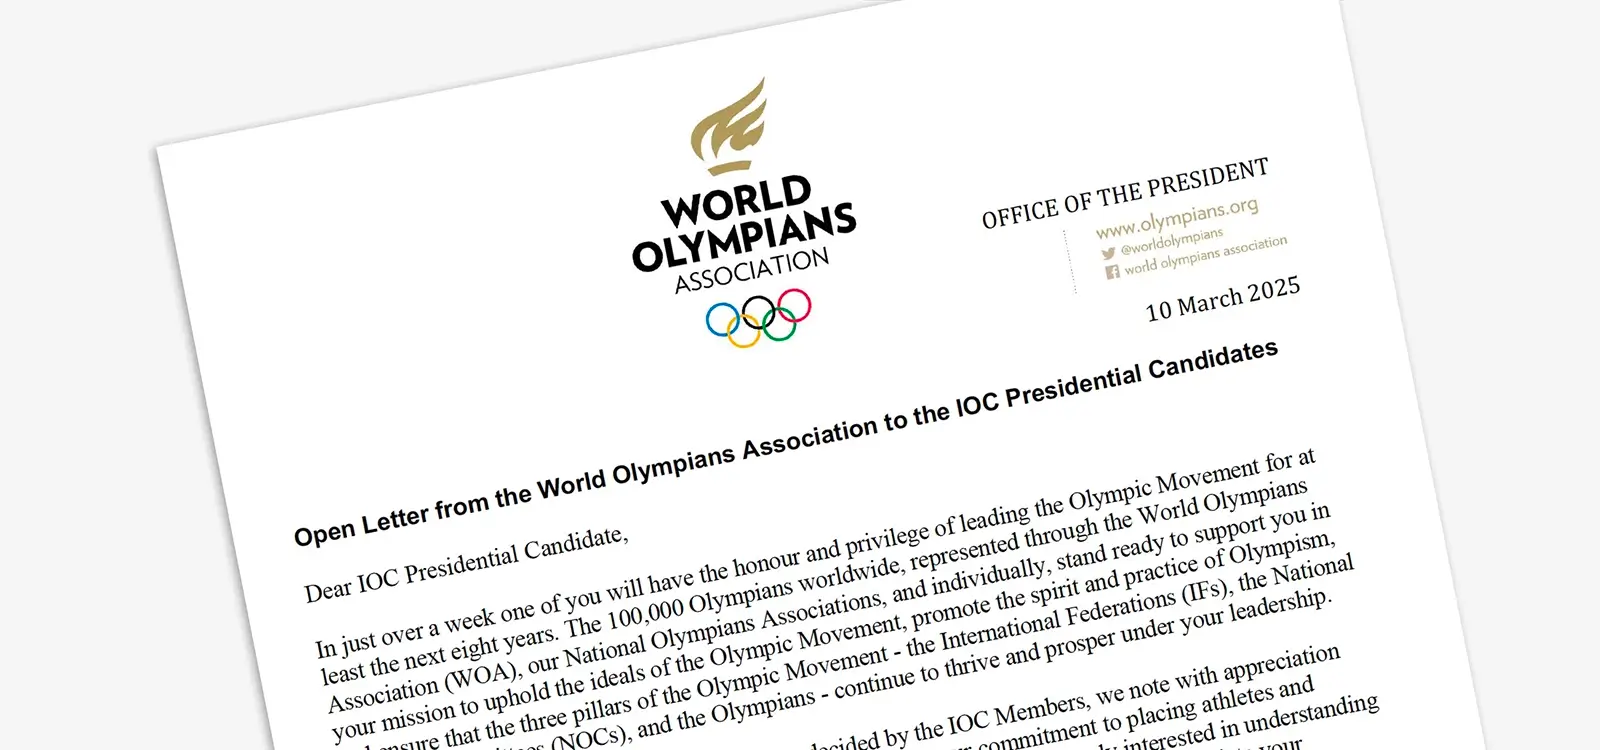 WORLD
OLYMPIANS
ASSOCIATION
OFFICE OF THE PRESIDENT
www.olympians.org
@worldolympians
world olympians association
10 March 2025
Open Letter from the World Olympians Association to the IOC Presidential Candidates
Dear IOC Presidential Candidate,
In just over a week one of you will have the honour and privilege of leading the Olympic Movement for at
least the next eight years. The 100,000 Olympians worldwide, represented through the World Olympians
Association (WOA), our National Olympians Associations, and individually, stand ready to support you in
your mission to uphold the ideals of the Olympic Movement, promote the spirit and practice of Olympism,
ensure that the three pillars of the Olympic Movement - the International Federations (IFs), the National
(NOCs), and the Olympians - continue to thrive and prosper under your leadership.
by the IOC Members, we note with appreciation
commitment to placing athletes and
interested in understanding
your